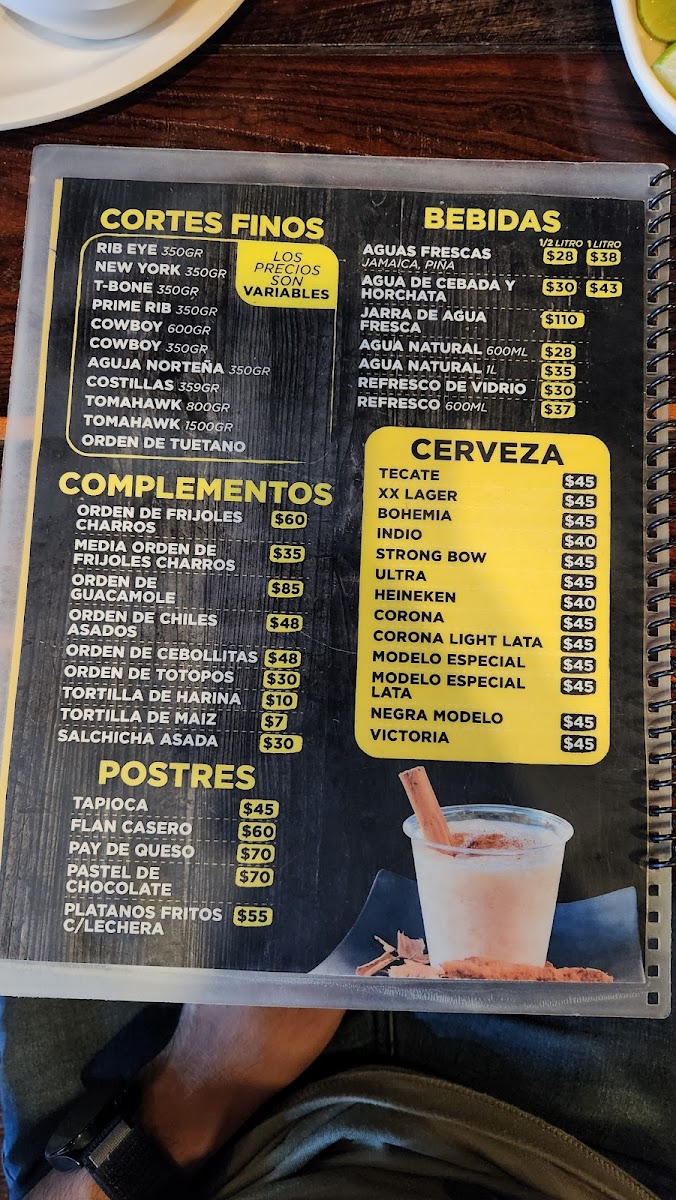 CORTES FINOS
RIB EYE 350GR
NEW YORK 350GR
T-BONE 350GR
PRIME RIB 350GR
COWBOY 600GR
COWBOY 350GR
AGUJA NORTEÑA 350GR
COSTILLAS 359GR
TOMAHAWK 800GR
TOMAHAWK 1500GR
ORDEN DE TUETANO
LOS
PRECIOS
SON
VARIABLES
COMPLEMENTOS
ORDEN DE FRIJOLES
CHARROS $60
MEDIA ORDEN DE
FRIJOLES CHARROS $35
ORDEN DE
GUACAMOLE $85
ORDEN DE CHILES
ASADOS $48
ORDEN DE CEBOLLITAS $48
ORDEN DE TOTOPOS $30
TORTILLA DE HARINA $10
TORTILLA DE MAIZ $7
SALCHICHA ASADA $30
POSTRES
TAPIOCA $45
FLAN CASERO $60
PAY DE QUESO $70
PASTEL DE
CHOCOLATE $70
PLATANOS FRITOS
C/LECHERA $55
BEBIDAS
1/2 LITRO 1 LITRO
AGUAS FRESCAS $28 $38
JAMAICA, PIÑA
AGUA DE CEBADA Y
HORCHATA $30 $43
JARRA DE AGUA
FRESCA $110
AGUA NATURAL 600ML $28
AGUA NATURAL 1L $35
REFRESCO DE VIDRIO $30
REFRESCO 600ML $37
CERVEZA
TECATE $45
XX LAGER $45
BOHEMIA $45
INDIO $40
STRONG BOW $45
ULTRA $45
HEINEKEN $40
CORONA $45
CORONA LIGHT LATA $45
MODELO ESPECIAL $45
MODELO ESPECIAL
LATA $45
NEGRA MODELO $45
VICTORIA $45